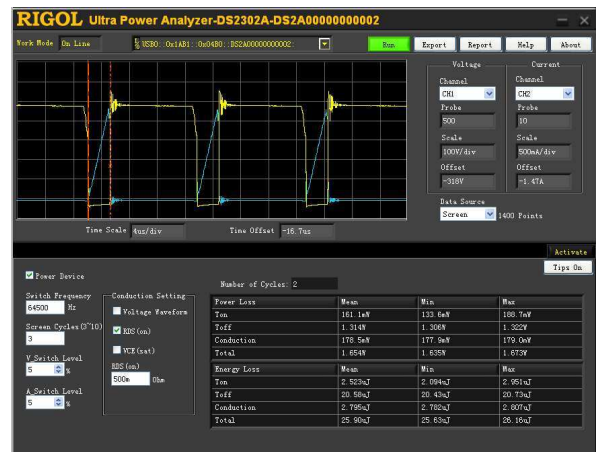 RIGOL Ultra Power Analyzer-DS2302A-DS2A00000000002
Work Mode On Line USB0::0x1AB1::0x04B0::DS2A00000000002: Run Export Report Help About
Voltage Current
Channel Channel
CH1 CH2
Probe Probe
500 10
Scale Scale
100V/div 500mA/div
Offset Offset
-318V -1.47A
Data Source
Screen 1400 Points
Time Scale 4us/div Time Offset -16.7us
Activate
Tips On
Power Device
Number of Cycles: 2
Switch Frequency
64500 Hz
Screen Cycles(3~10)
3
V_Switch Level
5 %
A_Switch Level
5 %
Conduction Setting
Voltage Waveform
RDS(on)
VCE(sat)
RDS(on)
500m Ohm
Power Loss Mean Min Max
Ton 161.1mW 133.6mW 188.7mW
Toff 1.314W 1.306W 1.322W
Conduction 178.5mW 177.9mW 179.0mW
Total 1.654W 1.635W 1.673W
Energy Loss Mean Min Max
Ton 2.523uJ 2.094uJ 2.951uJ
Toff 20.58uJ 20.43uJ 20.73uJ
Conduction 2.795uJ 2.782uJ 2.807uJ
Total 25.90uJ 25.63uJ 26.16uJ